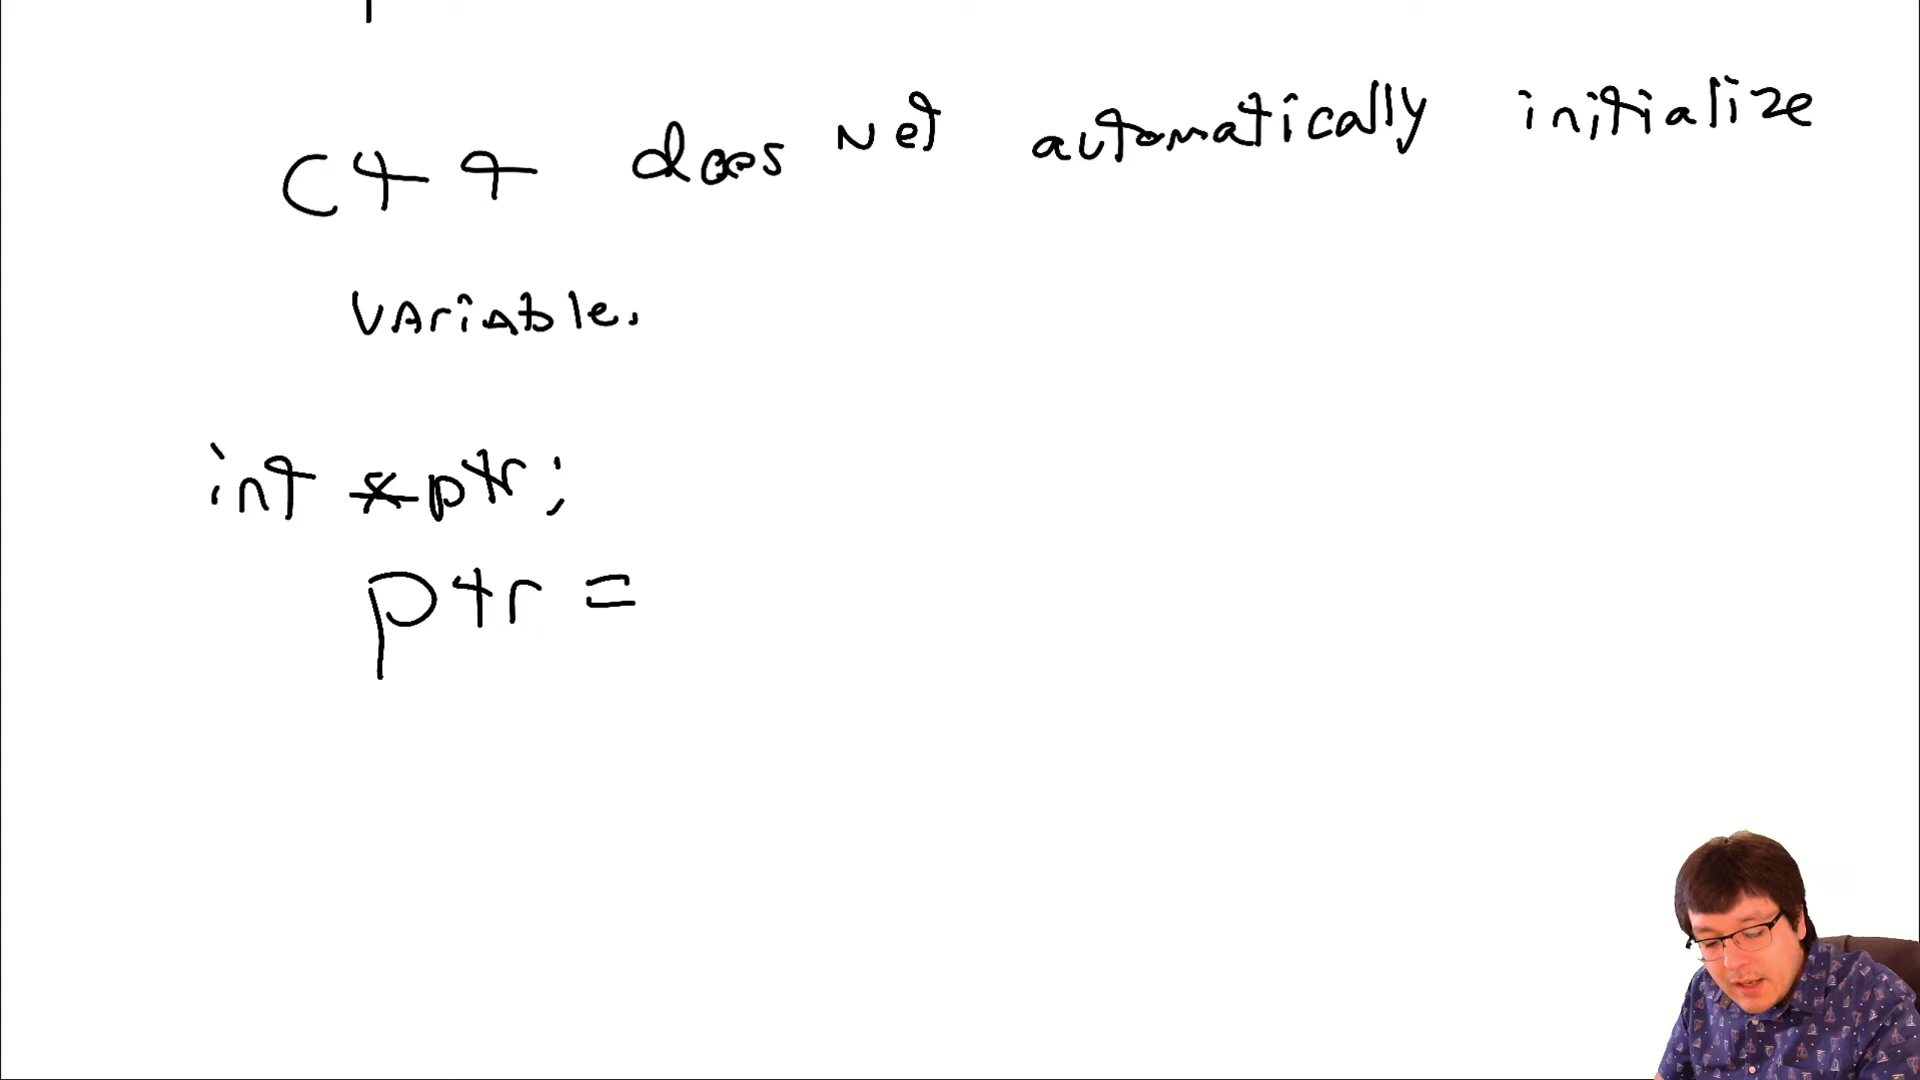 C++ does not automatically initialize
variable.
int *ptr;
ptr =